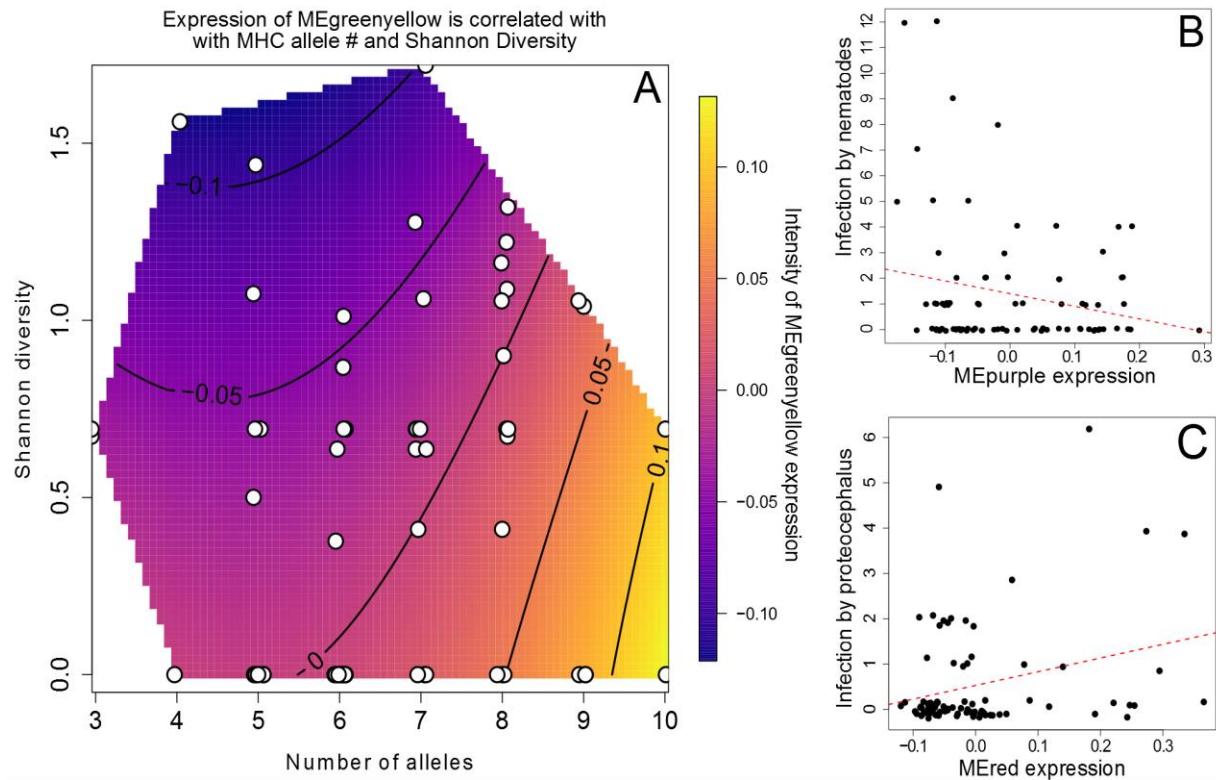 Expression of MEgreenyellow is correlated with
with MHC allele # and Shannon Diversity
A
Shannon diversity
1.5
1.0
0.5
0.0
−0.1
−0.05
0
0.05
0.1
3 4 5 6 7 8 9 10
Number of alleles
0.10
0.05
0.00
−0.05
−0.10
Intensity of MEgreenyellow expression
B
Infection by nematodes
12
11
9
8
7
6
5
4
3
2
1
0
−0.1 0.0 0.1 0.2 0.3
MEpurple expression
C
Infection by proteocephalus
6
5
4
3
2
1
0
−0.1 0.0 0.1 0.2 0.3
MEred expression